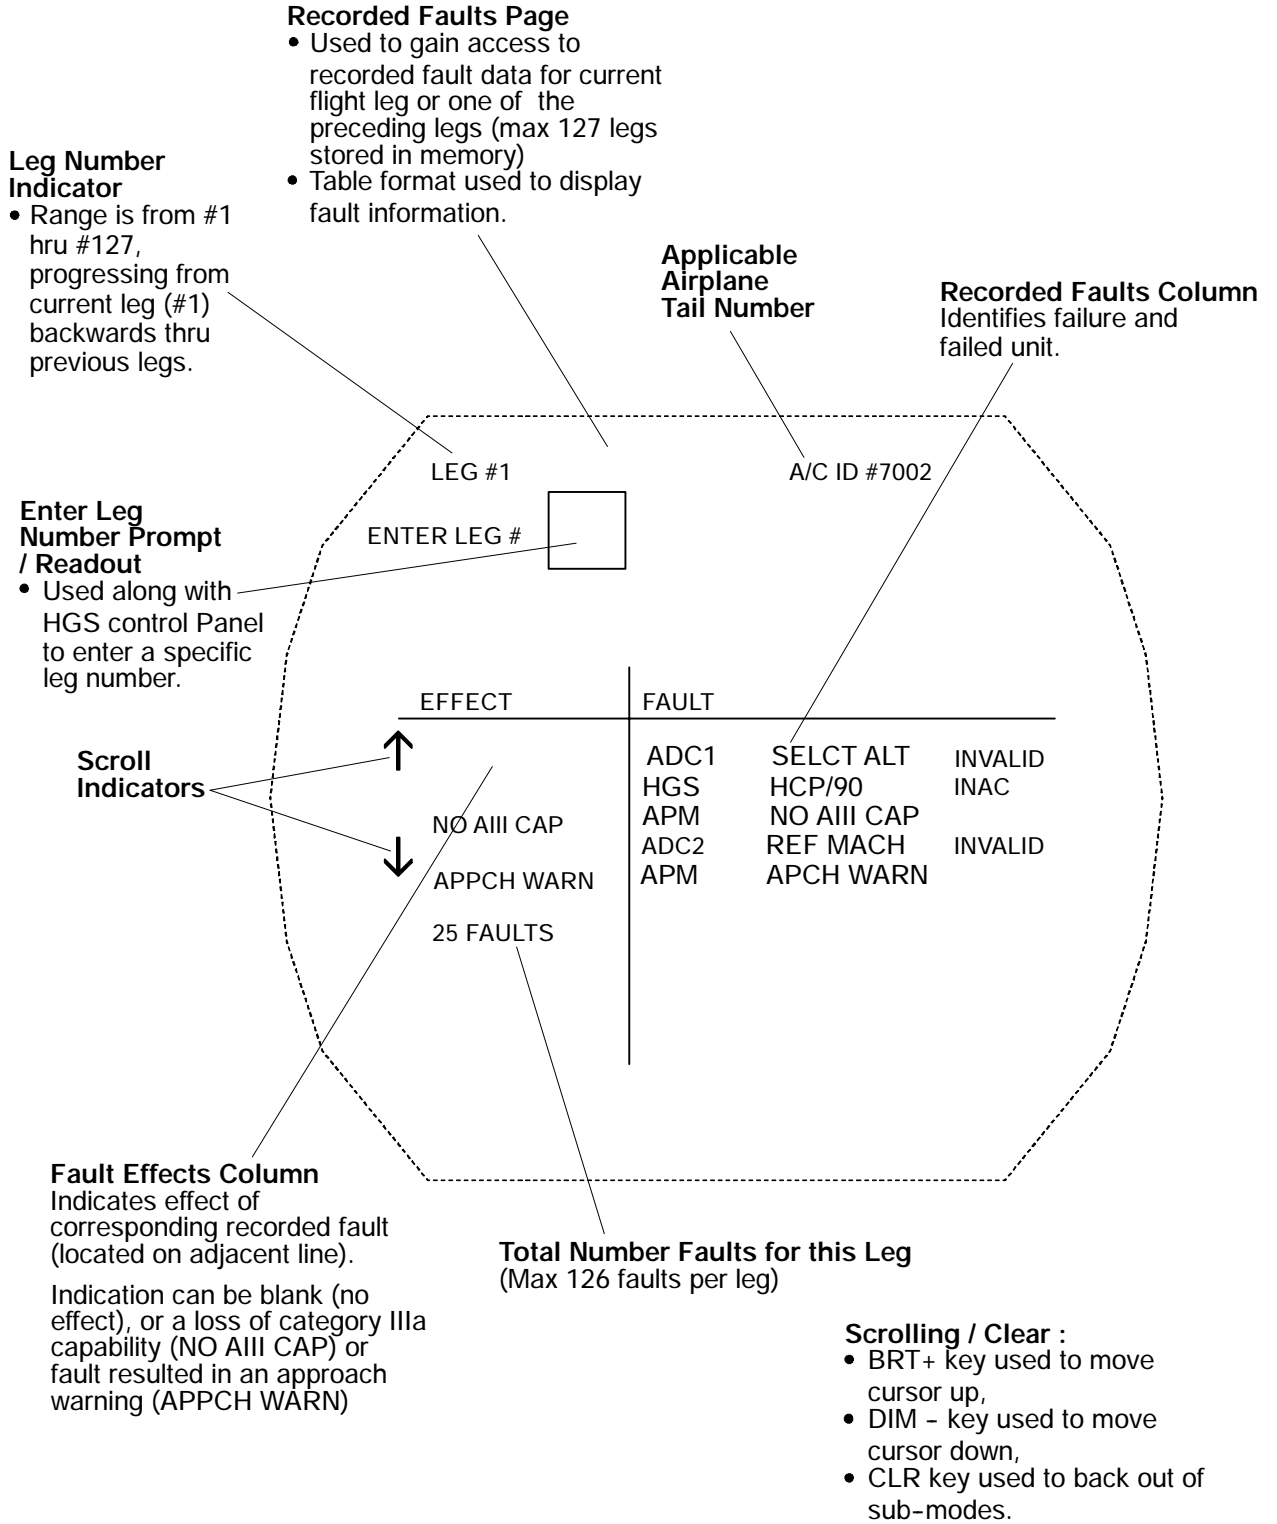 Recorded Faults Page
• Used to gain access to
recorded fault data for current
flight leg or one of the
preceding legs (max 127 legs
stored in memory)
• Table format used to display
fault information.
Leg Number
Indicator
• Range is from #1
hru #127,
progressing from
current leg (#1)
backwards thru
previous legs.
Applicable
Airplane
Tail Number
Recorded Faults Column
Identifies failure and
failed unit.
LEG #1
A/C ID #7002
Enter Leg
Number Prompt
/ Readout
• Used along with
HGS control Panel
to enter a specific
leg number.
ENTER LEG #
EFFECT FAULT
Scroll
Indicators
ADC1 SELCT ALT INVALID
HGS HCP/90 INAC
APM NO AIII CAP
NO AIII CAP
ADC2 REF MACH INVALID
APM APCH WARN
APPCH WARN
25 FAULTS
Fault Effects Column
Indicates effect of
corresponding recorded fault
(located on adjacent line).
Indication can be blank (no
effect), or a loss of category IIIa
capability (NO AIII CAP) or
fault resulted in an approach
warning (APPCH WARN)
Total Number Faults for this Leg
(Max 126 faults per leg)
Scrolling / Clear :
• BRT+ key used to move
cursor up,
• DIM - key used to move
cursor down,
• CLR key used to back out of
sub-modes.